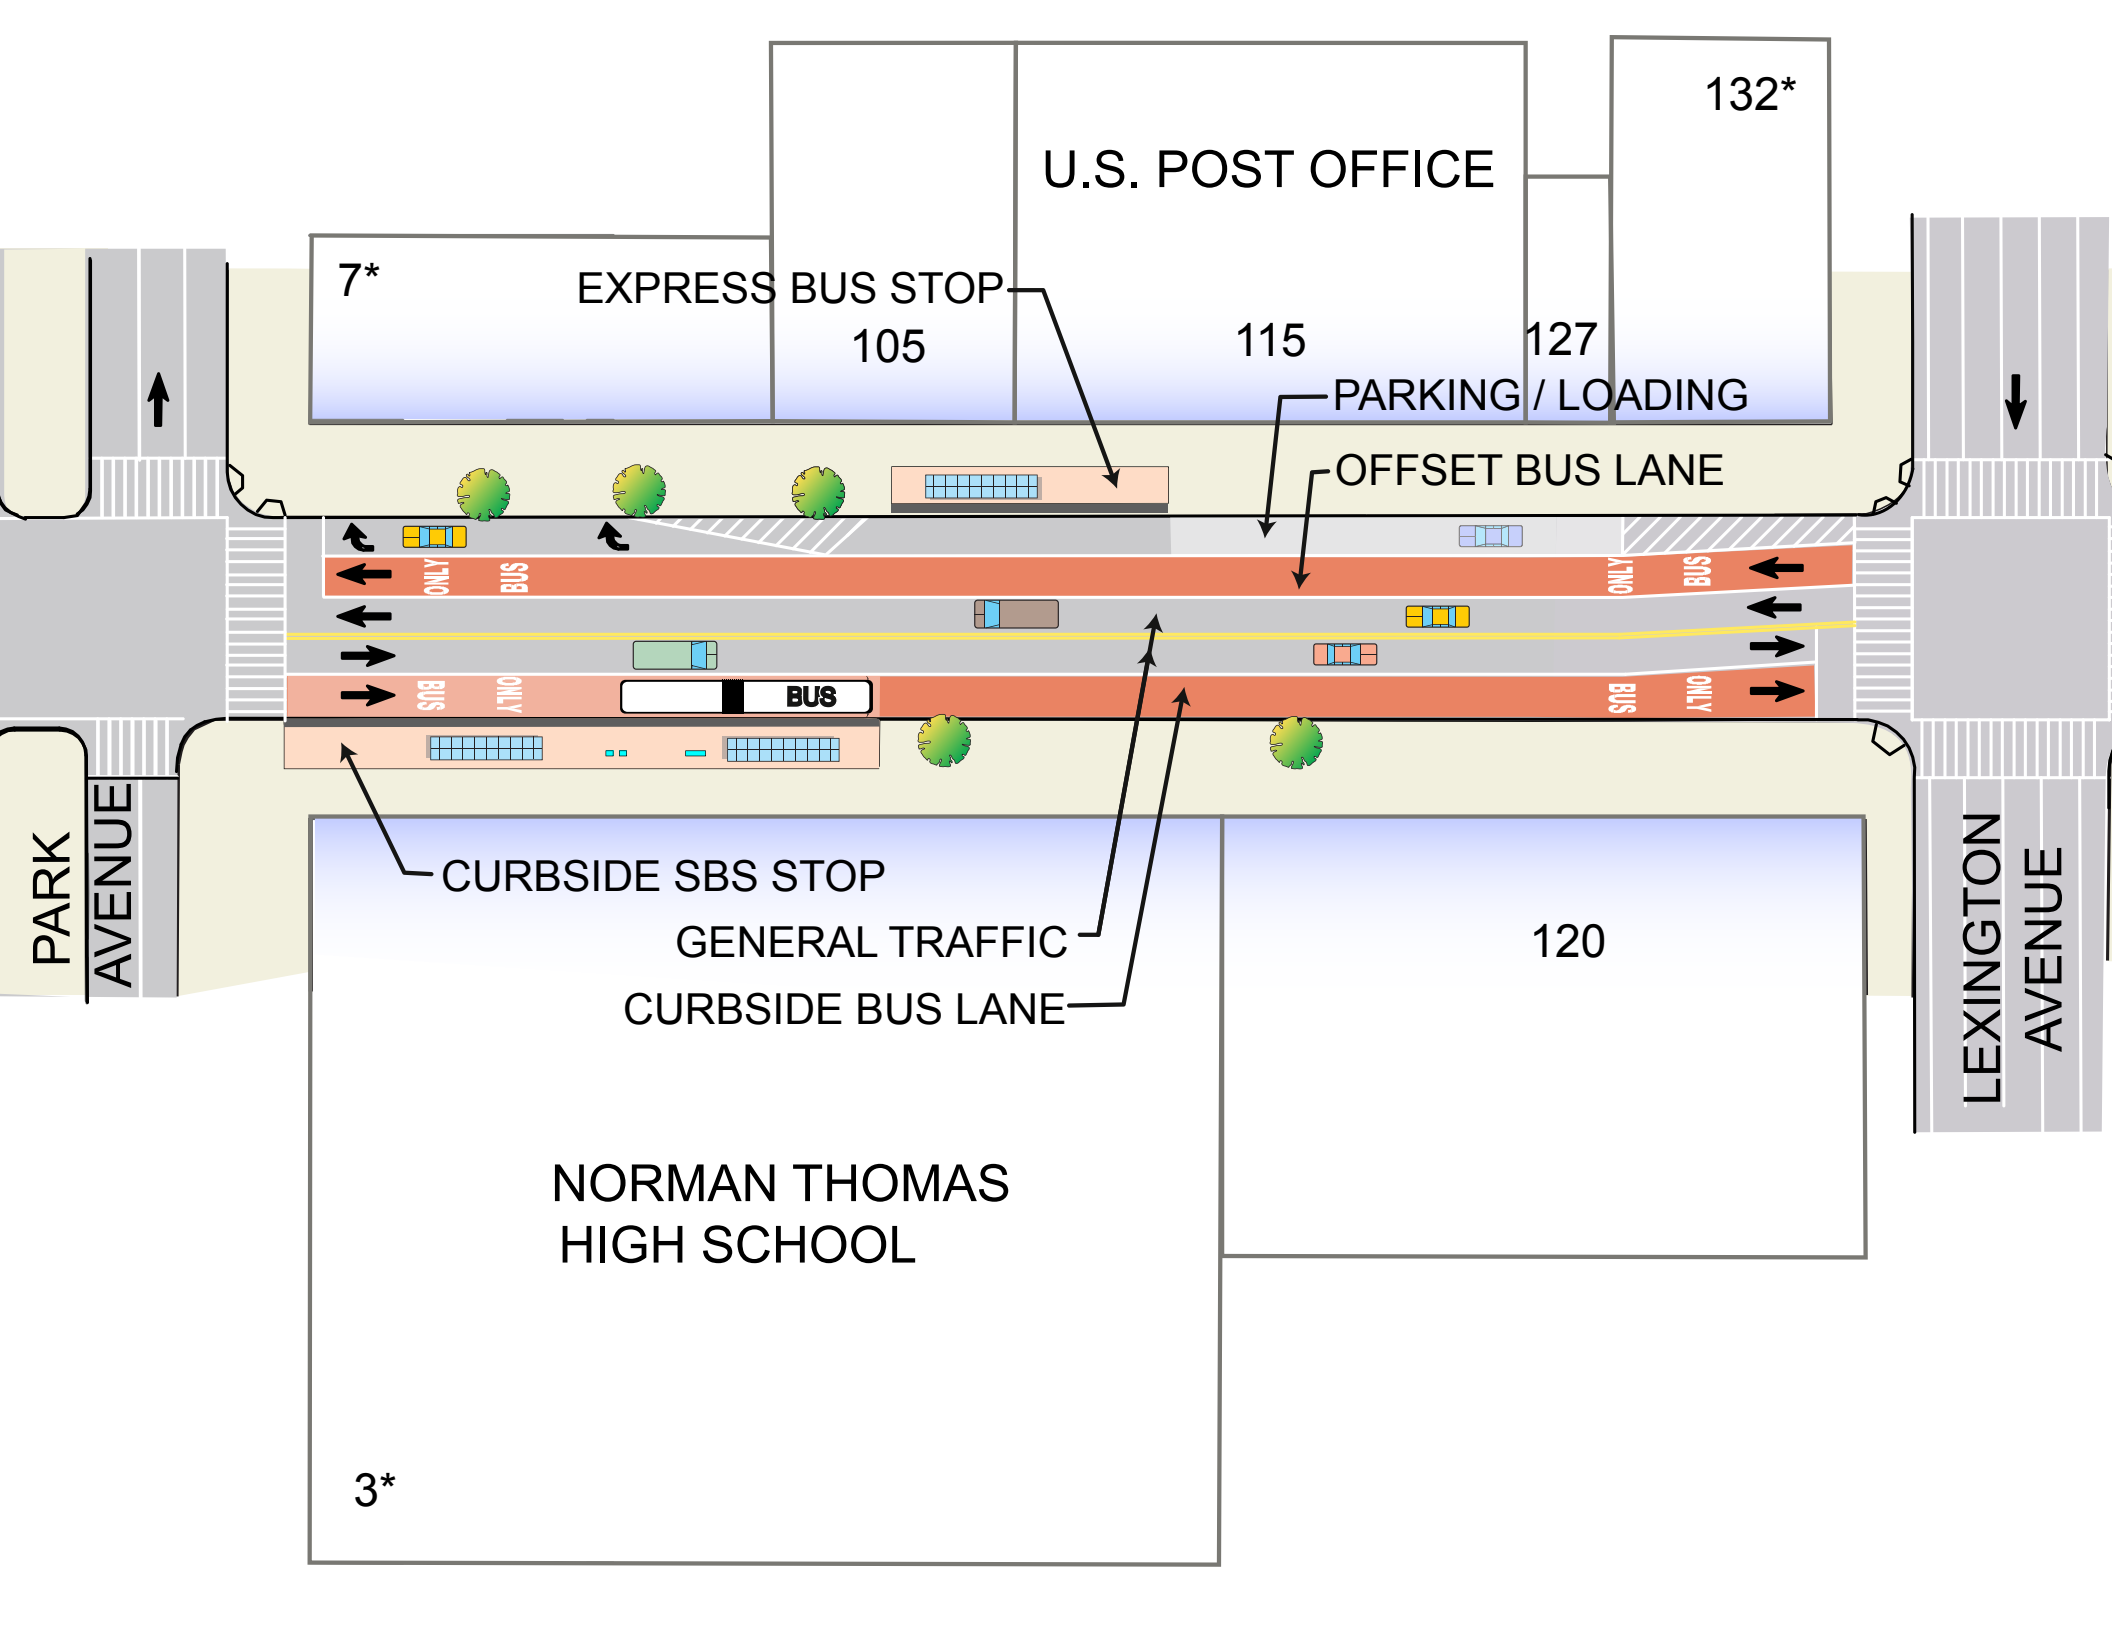 132*
U.S. POST OFFICE
7*
EXPRESS BUS STOP
105
115
127
PARKING / LOADING
OFFSET BUS LANE
ONLY
BUS
ONLY
BUS
BUS
ONLY
BUS
BUS
ONLY
PARK
AVENUE
CURBSIDE SBS STOP
GENERAL TRAFFIC
CURBSIDE BUS LANE
120
LEXINGTON
AVENUE
NORMAN THOMAS
HIGH SCHOOL
3*